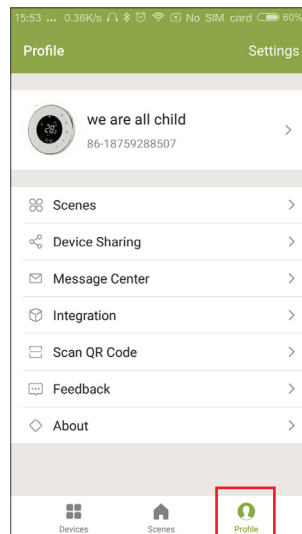 15:53 ... 0.36K/s No SIM card 60%
Profile Settings
28.
we are all child
86-18759288507
Scenes
Device Sharing
Message Center
Integration
Scan QR Code
Feedback
About
Devices Scenes Profile